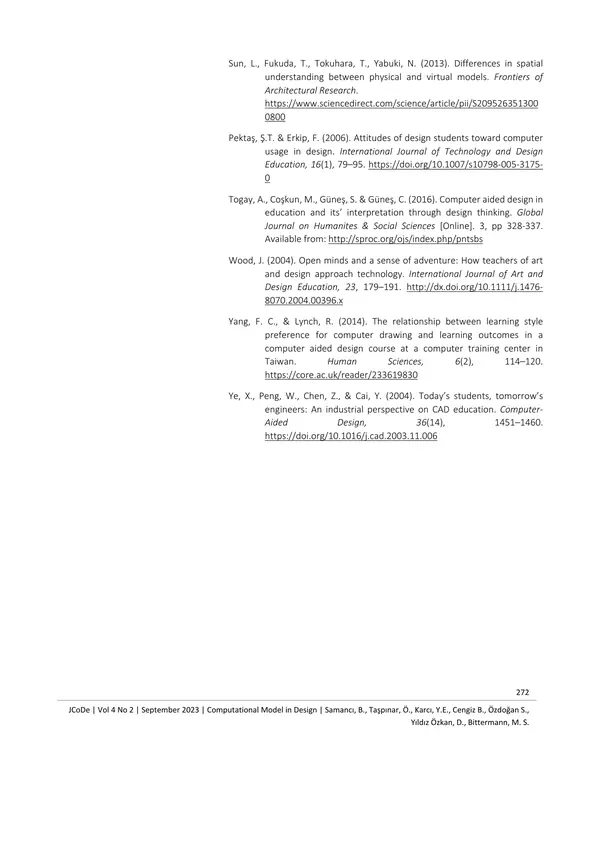 Sun, L., Fukuda, T., Tokuhara, T., Yabuki, N. (2013). Differences in spatial
understanding between physical and virtual models. Frontiers of
Architectural Research.
https://www.sciencedirect.com/science/article/pii/S209526351300
0800
Pektaş, Ş.T. & Erkip, F. (2006). Attitudes of design students toward computer
usage in design. International Journal of Technology and Design
Education, 16(1), 79–95. https://doi.org/10.1007/s10798-005-3175-
0
Togay, A., Coşkun, M., Güneş, S. & Güneş, C. (2016). Computer aided design in
education and its’ interpretation through design thinking. Global
Journal on Humanites & Social Sciences [Online]. 3, pp 328-337.
Available from: http://sproc.org/ojs/index.php/pntsbs
Wood, J. (2004). Open minds and a sense of adventure: How teachers of art
and design approach technology. International Journal of Art and
Design Education, 23, 179–191. http://dx.doi.org/10.1111/j.1476-
8070.2004.00396.x
Yang, F. C., & Lynch, R. (2014). The relationship between learning style
preference for computer drawing and learning outcomes in a
computer aided design course at a computer training center in
Taiwan. Human Sciences, 6(2), 114–120.
https://core.ac.uk/reader/233619830
Ye, X., Peng, W., Chen, Z., & Cai, Y. (2004). Today’s students, tomorrow’s
engineers: An industrial perspective on CAD education. Computer-
Aided Design, 36(14), 1451–1460.
https://doi.org/10.1016/j.cad.2003.11.006
272
JCoDe | Vol 4 No 2 | September 2023 | Computational Model in Design | Samancı, B., Taşpınar, Ö., Karcı, Y.E., Cengiz B., Özdoğan S.,
Yıldız Özkan, D., Bittermann, M. S.